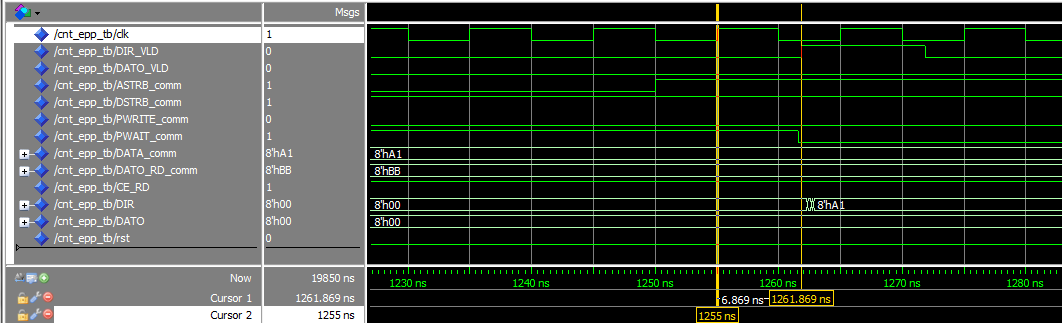 Msgs
/cnt_epp_tb/clk 1
/cnt_epp_tb/DIR_VLD 0
/cnt_epp_tb/DATO_VLD 0
/cnt_epp_tb/ASTRB_comm 1
/cnt_epp_tb/DSTRB_comm 1
/cnt_epp_tb/PWRITE_comm 0
/cnt_epp_tb/PWAIT_comm 1
/cnt_epp_tb/DATA_comm 8'hA1 8'hA1
/cnt_epp_tb/DATO_RD_comm 8'hBB 8'hBB
/cnt_epp_tb/CE_RD 1
/cnt_epp_tb/DIR 8'h00 8'h00 8'hA1
/cnt_epp_tb/DATO 8'h00 8'h00
/cnt_epp_tb/rst 0
Now 19850 ns 1230 ns 1240 ns 1250 ns 1260 ns 1270 ns 1280 ns
Cursor 1 1261.869 ns 6.869 ns 1261.869 ns
Cursor 2 1255 ns 1255 ns